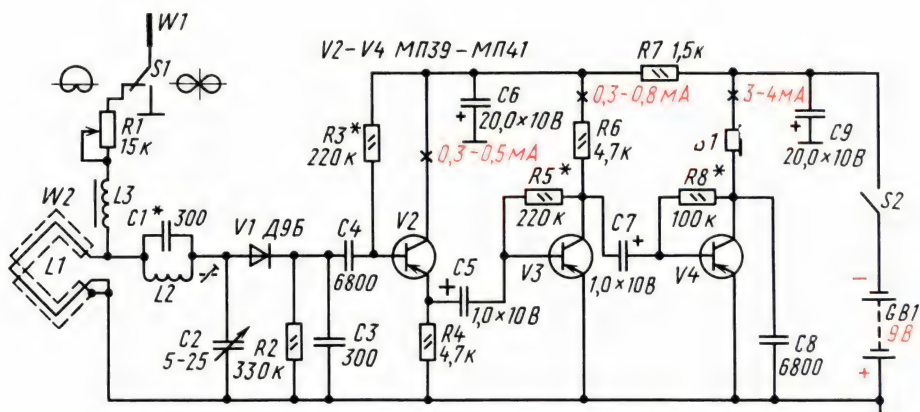 W1
S1
V2-V4 МП39-МП41
R7 1,5к
R1
15к
R3*
220к
C6
20,0×10В
0,3-0,5мА
0,3-0,8мА
R6
4,7к
3-4мА
C9
20,0×10В
W2
L3
C1* 300
V1 Д9Б
C4
6800
V2
R5*
220к
C7
1,0×10В
R8*
100к
S2
L1
L2
C5
1,0×10В
V3
V4
GB1
9В
C2
5-25
R2
330к
C3
300
R4
4,7к
C8
6800